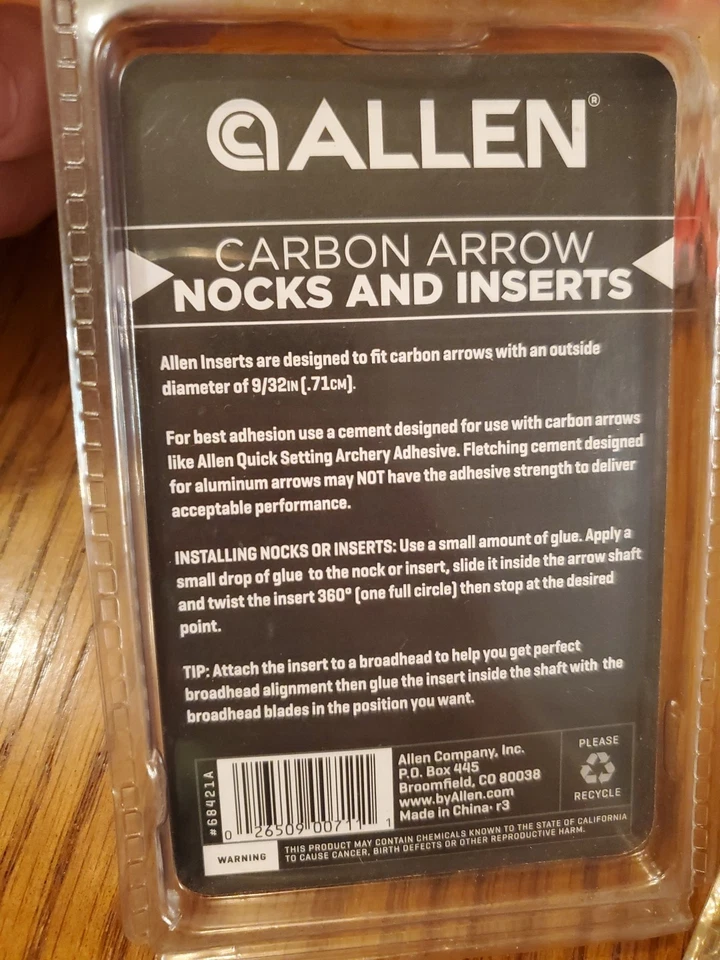 ALLEN®
CARBON ARROW
NOCKS AND INSERTS
Allen Inserts are designed to fit carbon arrows with an outside
diameter of 9/32IN (.71CM).
For best adhesion use a cement designed for use with carbon arrows
like Allen Quick Setting Archery Adhesive. Fletching cement designed
for aluminum arrows may NOT have the adhesive strength to deliver
acceptable performance.
INSTALLING NOCKS OR INSERTS: Use a small amount of glue. Apply a
small drop of glue to the nock or insert, slide it inside the arrow shaft
and twist the insert 360° (one full circle) then stop at the desired
point.
TIP: Attach the insert to a broadhead to help you get perfect
broadhead alignment then glue the insert inside the shaft with the
broadhead blades in the position you want.
#68421A
0 26509 00711 1
Allen Company, Inc.
P.O. Box 445
Broomfield, CO 80038
www.byAllen.com
Made in China· r3
PLEASE
RECYCLE
WARNING
THIS PRODUCT MAY CONTAIN CHEMICALS KNOWN TO THE STATE OF CALIFORNIA
TO CAUSE CANCER, BIRTH DEFECTS OR OTHER REPRODUCTIVE HARM.